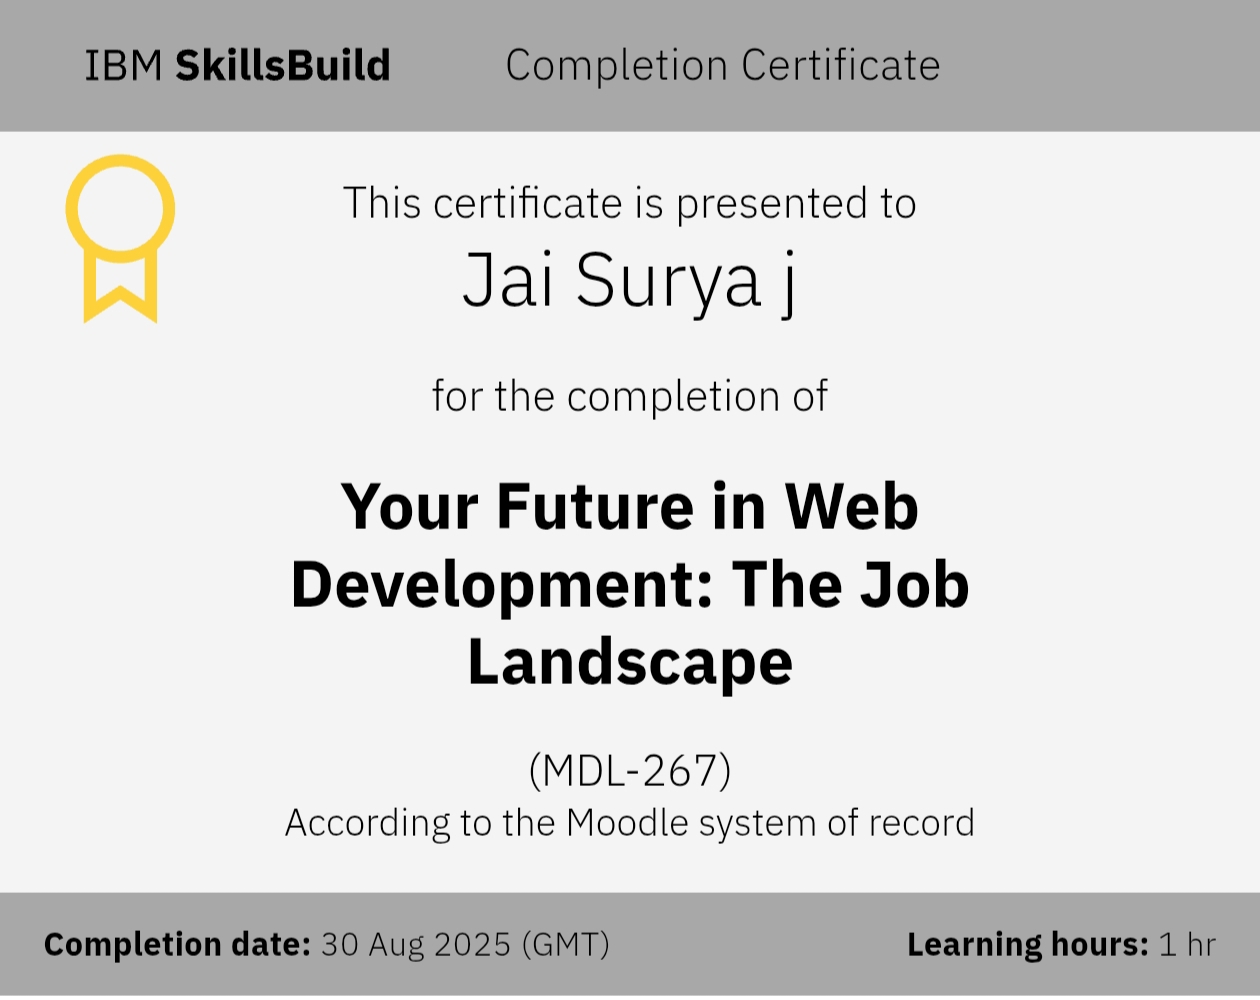 IBM SkillsBuild Completion Certificate
This certificate is presented to
Jai Surya j
for the completion of
Your Future in Web
Development: The Job
Landscape
(MDL-267)
According to the Moodle system of record
Completion date: 30 Aug 2025 (GMT) Learning hours: 1 hr